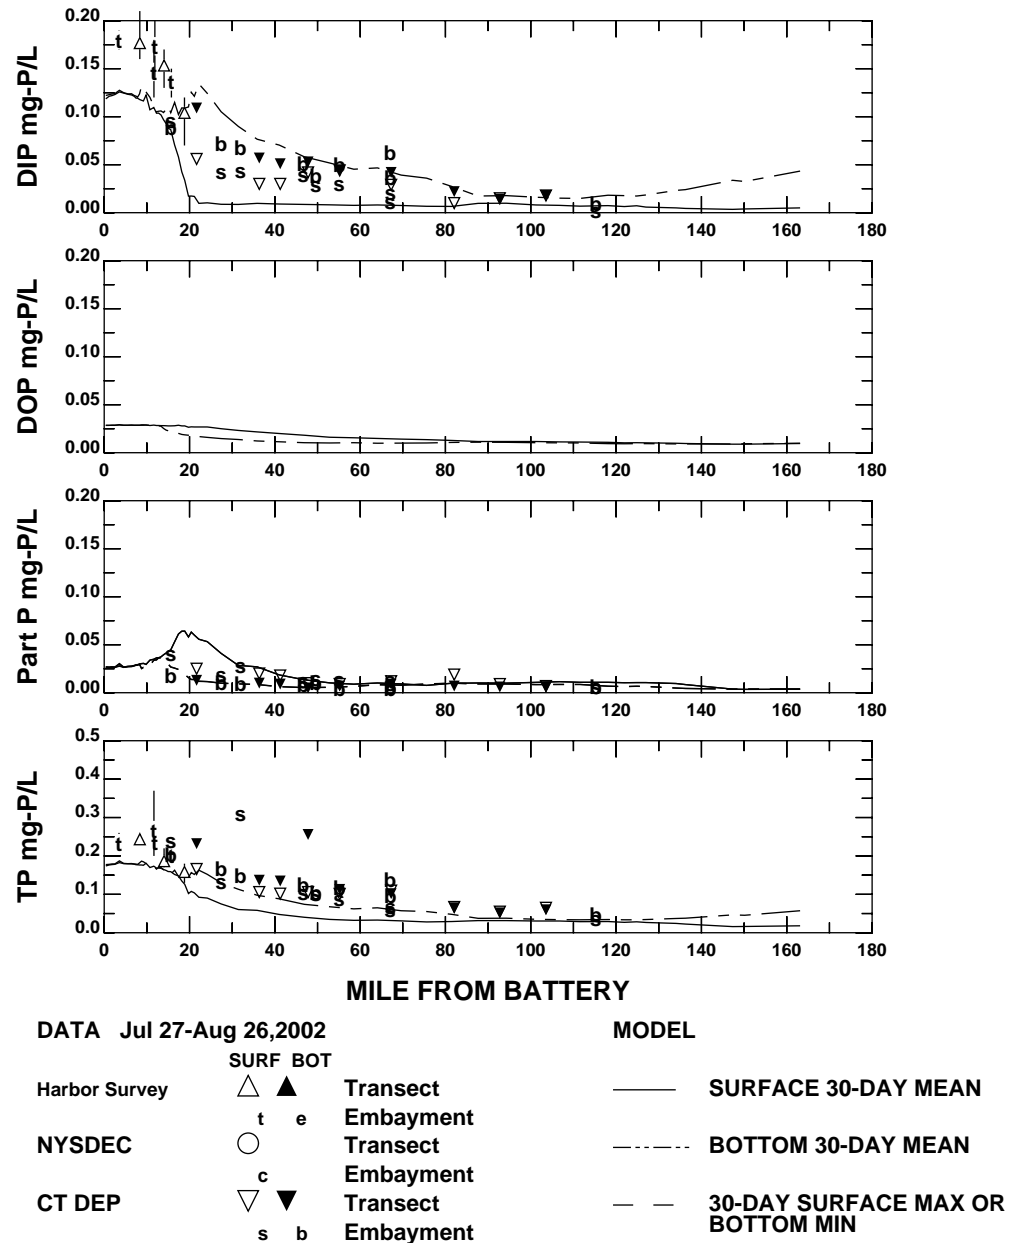 DIP mg-P/L
0.20
0.15
0.10
0.05
0.00
0 20 40 60 80 100 120 140 160 180
DOP mg-P/L
0.20
0.15
0.10
0.05
0.00
0 20 40 60 80 100 120 140 160 180
Part P mg-P/L
0.20
0.15
0.10
0.05
0.00
0 20 40 60 80 100 120 140 160 180
TP mg-P/L
0.5
0.4
0.3
0.2
0.1
0.0
0 20 40 60 80 100 120 140 160 180
MILE FROM BATTERY
DATA Jul 27-Aug 26,2002 MODEL
SURF BOT
Harbor Survey Transect SURFACE 30-DAY MEAN
t e Embayment
NYSDEC Transect BOTTOM 30-DAY MEAN
c Embayment
CT DEP Transect 30-DAY SURFACE MAX OR
BOTTOM MIN
s b Embayment